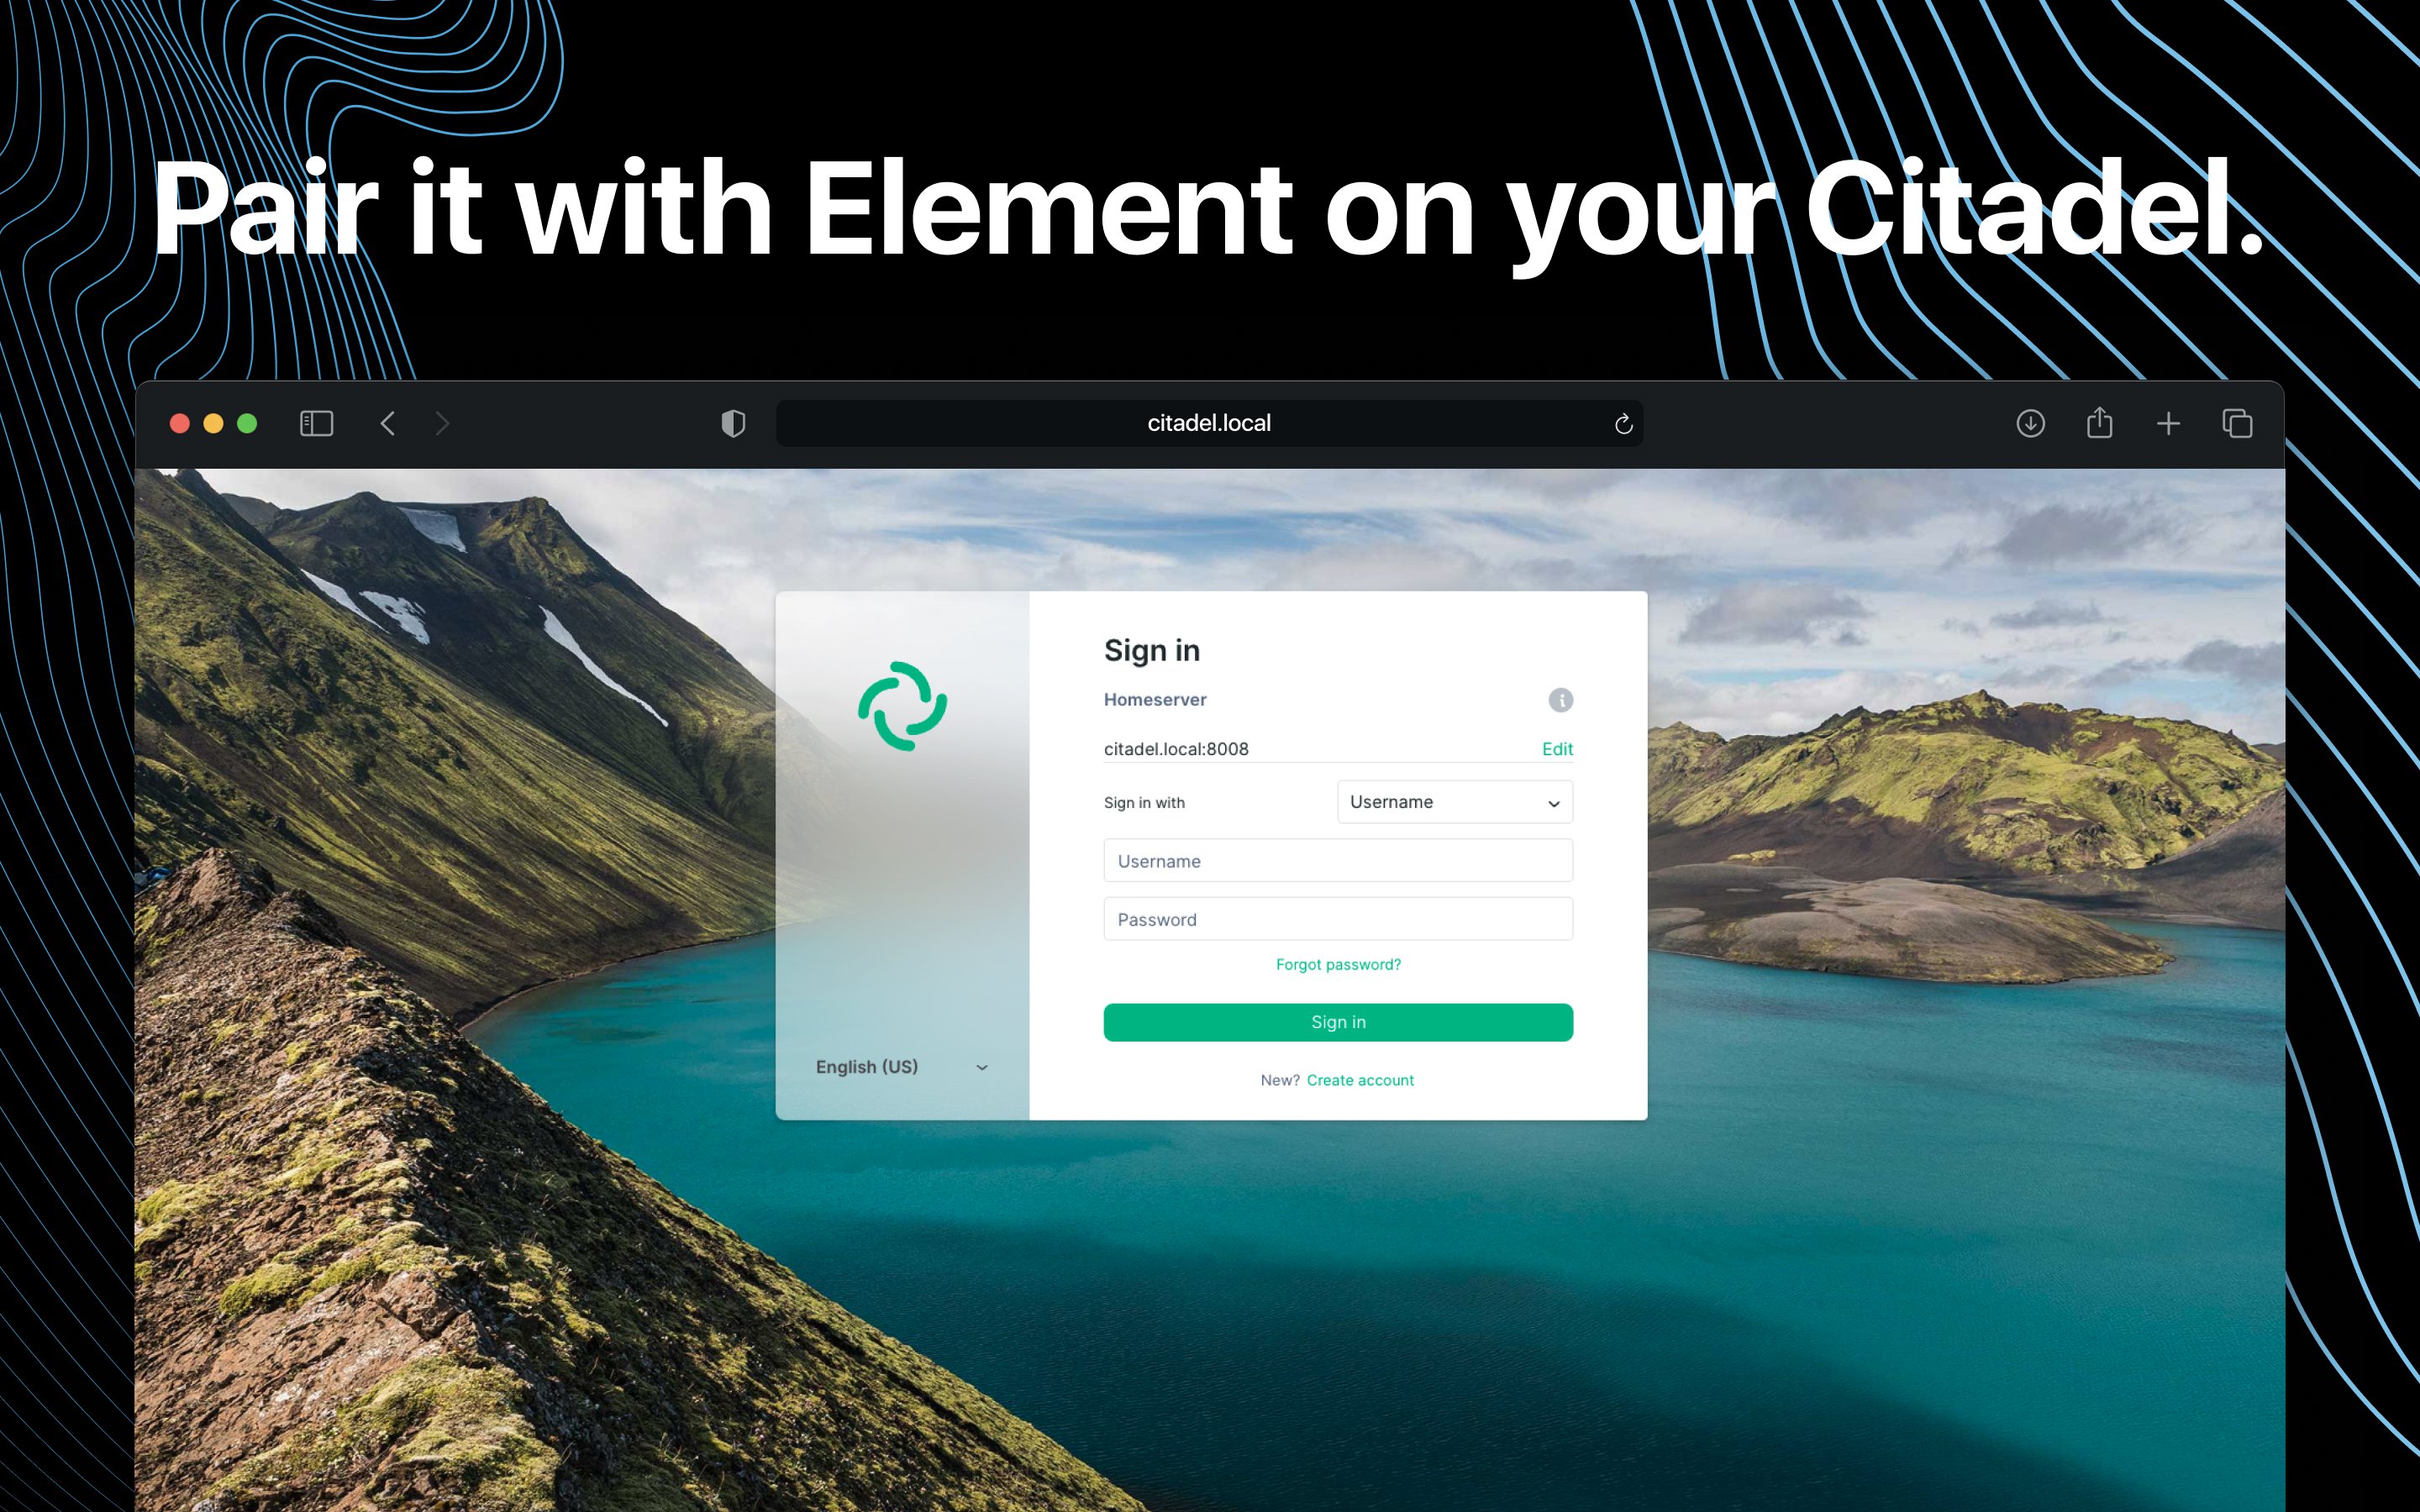 Pair it with Element on your Citadel.
citadel.local
Sign in
Homeserver
citadel.local:8008
Edit
Sign in with
Username
Username
Password
Forgot password?
Sign in
English (US)
New? Create account